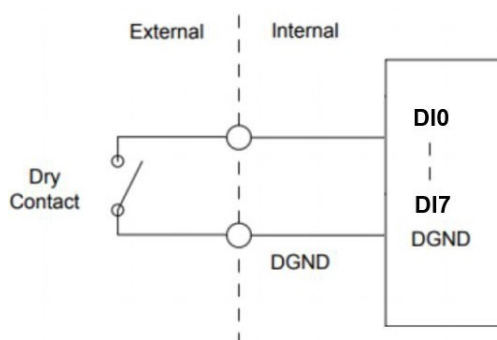 External
Internal
DI0
Dry
Contact
DI7
DGND
DGND